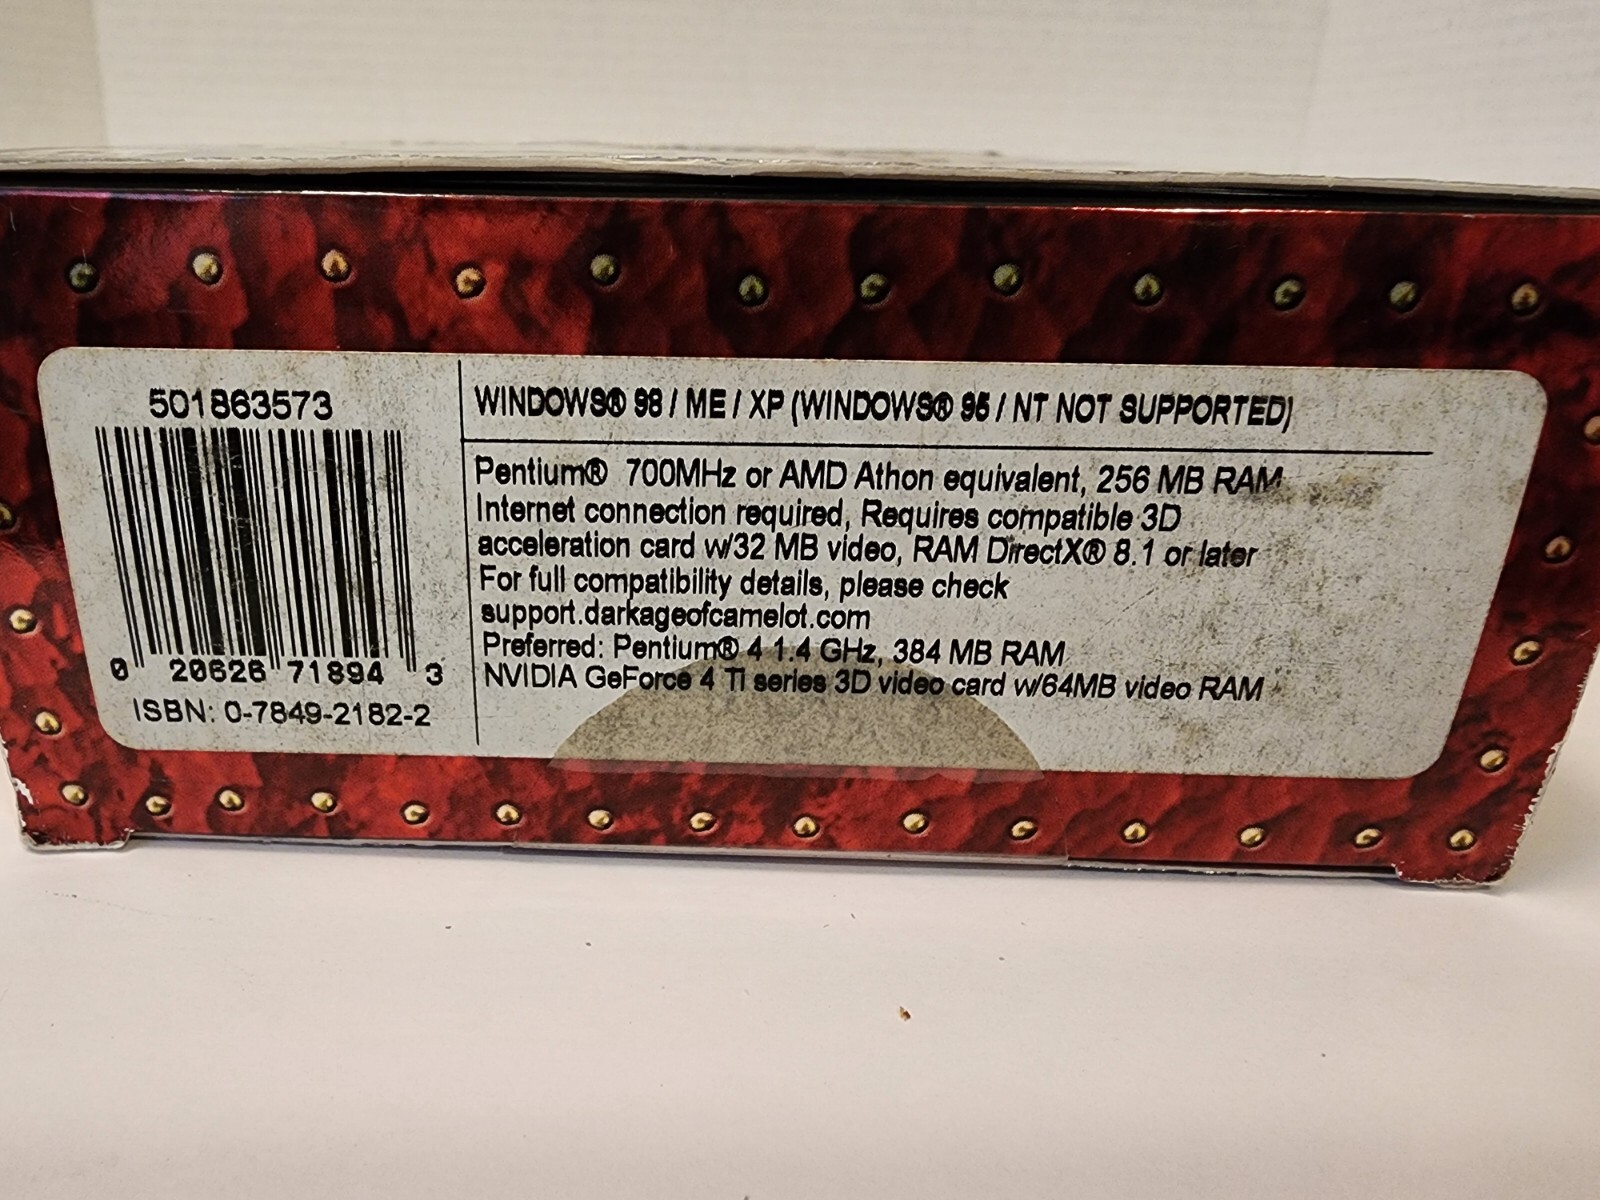 501863573
0 20626 71894 3
ISBN: 0-7849-2182-2
WINDOWS® 98 / ME / XP (WINDOWS® 95 / NT NOT SUPPORTED)
Pentium® 700MHz or AMD Athon equivalent, 256 MB RAM
Internet connection required, Requires compatible 3D
acceleration card w/32 MB video, RAM DirectX® 8.1 or later
For full compatibility details, please check
support.darkageofcamelot.com
Preferred: Pentium® 4 1.4 GHz, 384 MB RAM
NVIDIA GeForce 4 Ti series 3D video card w/64MB video RAM